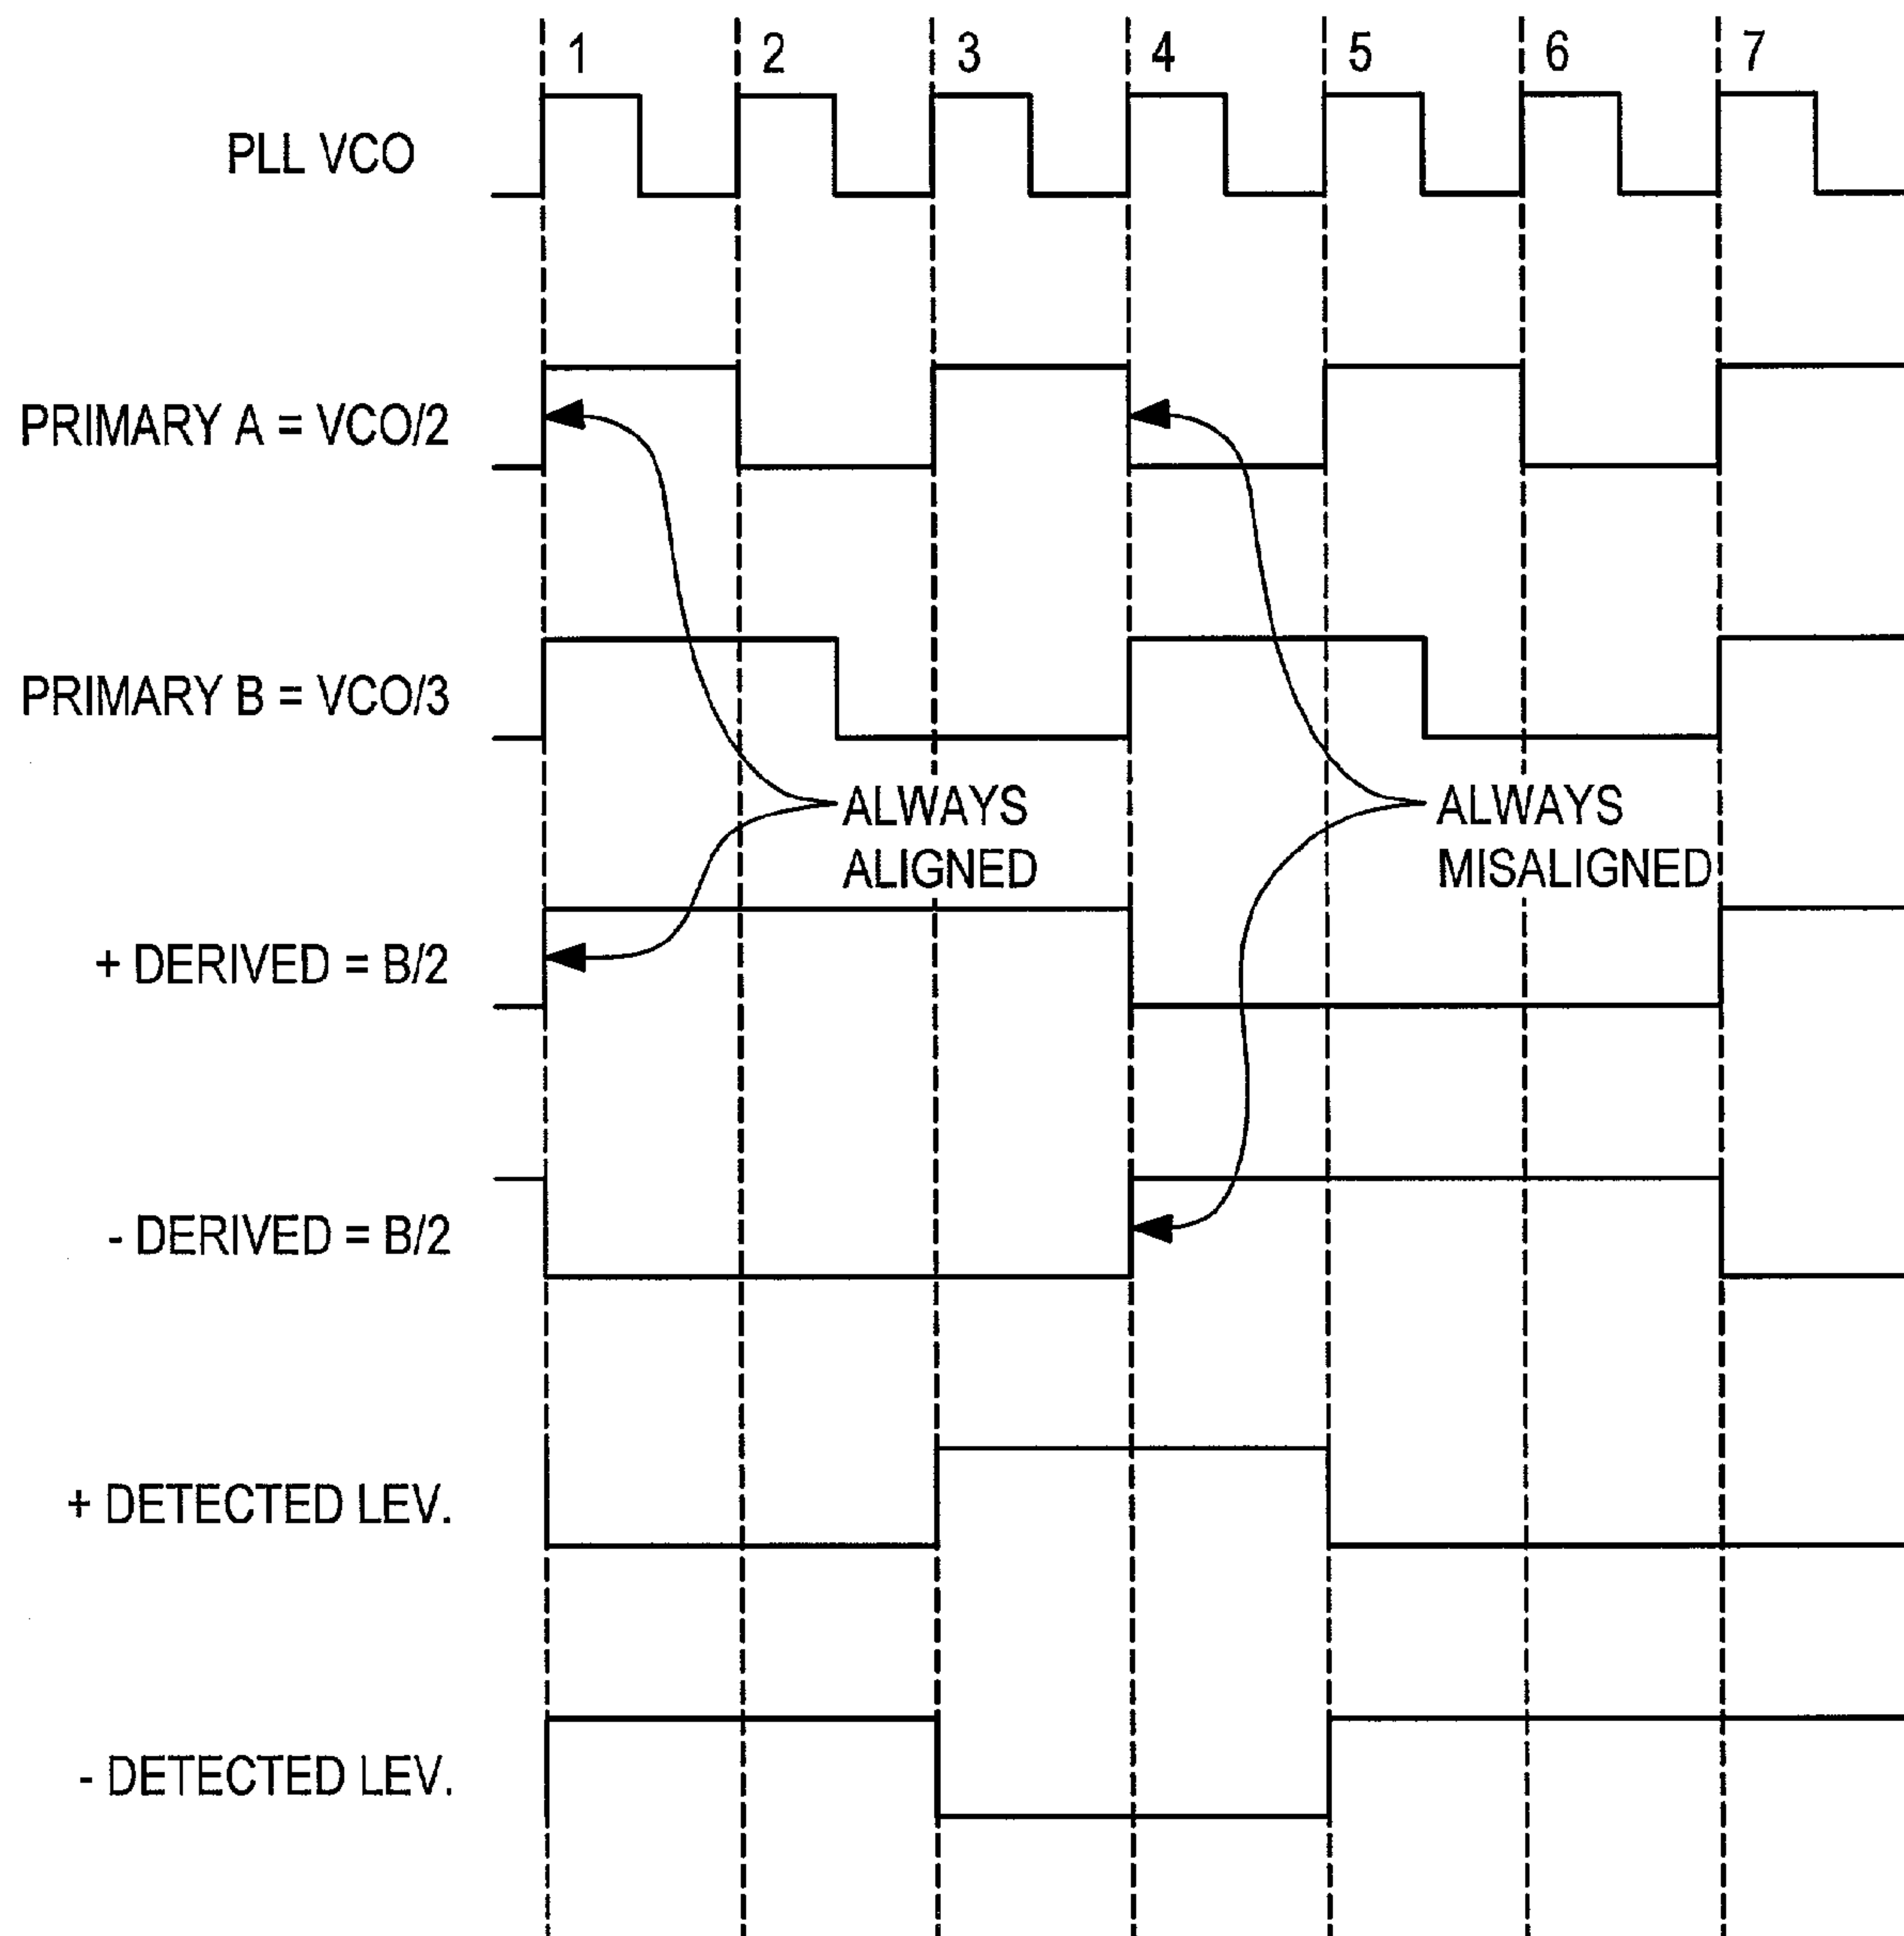 1 2 3 4 5 6 7
PLL VCO
PRIMARY A = VCO/2
PRIMARY B = VCO/3
ALWAYS
ALIGNED
ALWAYS
MISALIGNED
+ DERIVED = B/2
- DERIVED = B/2
+ DETECTED LEV.
- DETECTED LEV.